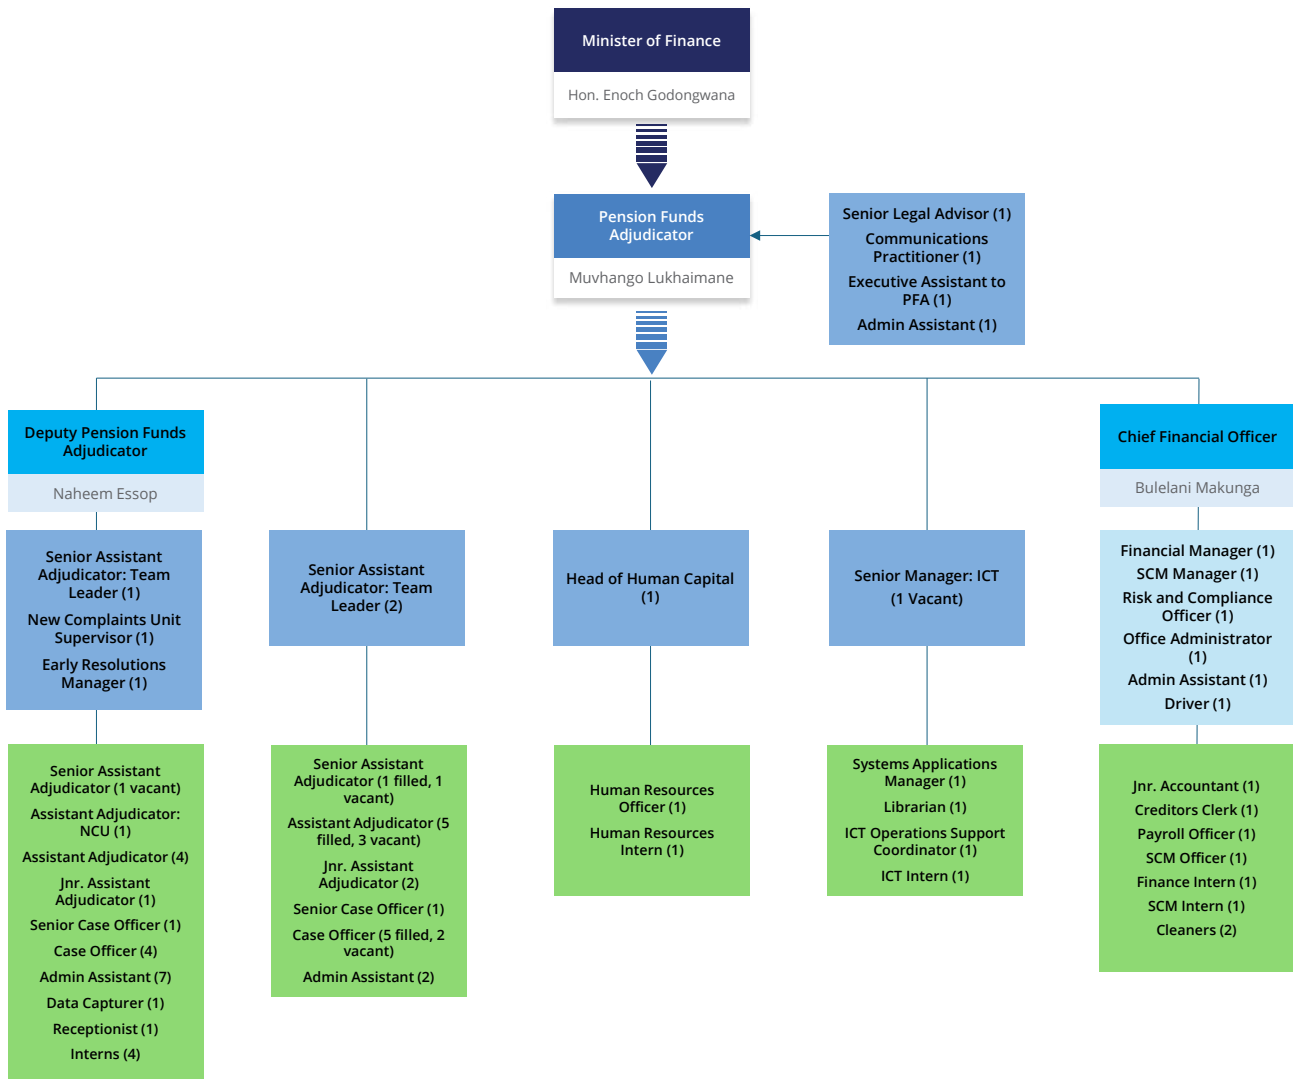 Minister of Finance
Hon. Enoch Godongwana
Pension Funds
Adjudicator
Muvhango Lukhaimane
Senior Legal Advisor (1)
Communications
Practitioner (1)
Executive Assistant to
PFA (1)
Admin Assistant (1)
Deputy Pension Funds
Adjudicator
Naheem Essop
Senior Assistant
Adjudicator: Team
Leader (1)
New Complaints Unit
Supervisor (1)
Early Resolutions
Manager (1)
Senior Assistant
Adjudicator (1 vacant)
Assistant Adjudicator:
NCU (1)
Assistant Adjudicator (4)
Jnr. Assistant
Adjudicator (1)
Senior Case Officer (1)
Case Officer (4)
Admin Assistant (7)
Data Capturer (1)
Receptionist (1)
Interns (4)
Senior Assistant
Adjudicator: Team
Leader (2)
Senior Assistant
Adjudicator (1 filled, 1
vacant)
Assistant Adjudicator (5
filled, 3 vacant)
Jnr. Assistant
Adjudicator (2)
Senior Case Officer (1)
Case Officer (5 filled, 2
vacant)
Admin Assistant (2)
Head of Human Capital
(1)
Human Resources
Officer (1)
Human Resources
Intern (1)
Senior Manager: ICT
(1 Vacant)
Systems Applications
Manager (1)
Librarian (1)
ICT Operations Support
Coordinator (1)
ICT Intern (1)
Chief Financial Officer
Bulelani Makunga
Financial Manager (1)
SCM Manager (1)
Risk and Compliance
Officer (1)
Office Administrator
(1)
Admin Assistant (1)
Driver (1)
Jnr. Accountant (1)
Creditors Clerk (1)
Payroll Officer (1)
SCM Officer (1)
Finance Intern (1)
SCM Intern (1)
Cleaners (2)